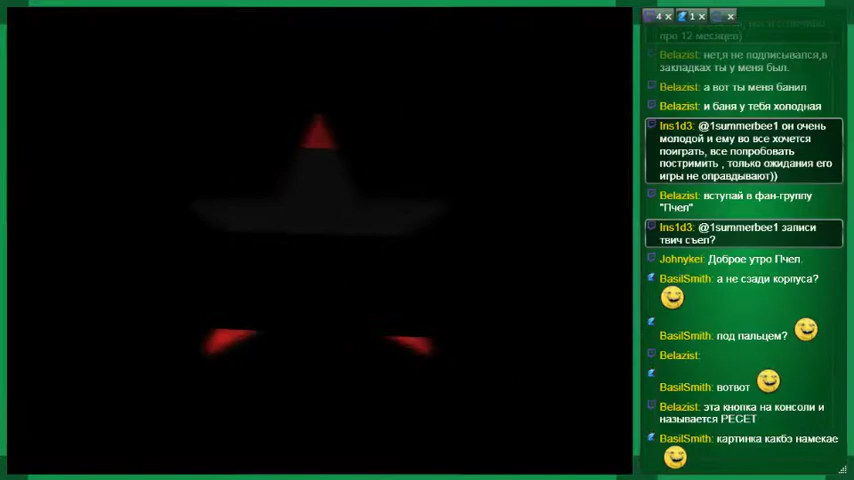 4 × 1 × ×
про 12 месяцев)
Belazist: нет,я не подписывался,в
закладках ты у меня был.
Belazist: а вот ты меня банил
Belazist: и баня у тебя холодная
Ins1d3: @1summerbee1 он очень
молодой и ему во все хочется
поиграть, все попробовать
постримить , только ожидания его
игры не оправдывают))
Belazist: вступай в фан-группу
"Пчел"
Ins1d3: @1summerbee1 записи
твич съел?
Johnykei: Доброе утро Пчел.
BasilSmith: а не сзади корпуса?
BasilSmith: под пальцем?
Belazist:
BasilSmith: вотвот
Belazist: эта кнопка на консоли и
называется РЕСЕТ
BasilSmith: картинка какбэ намекае